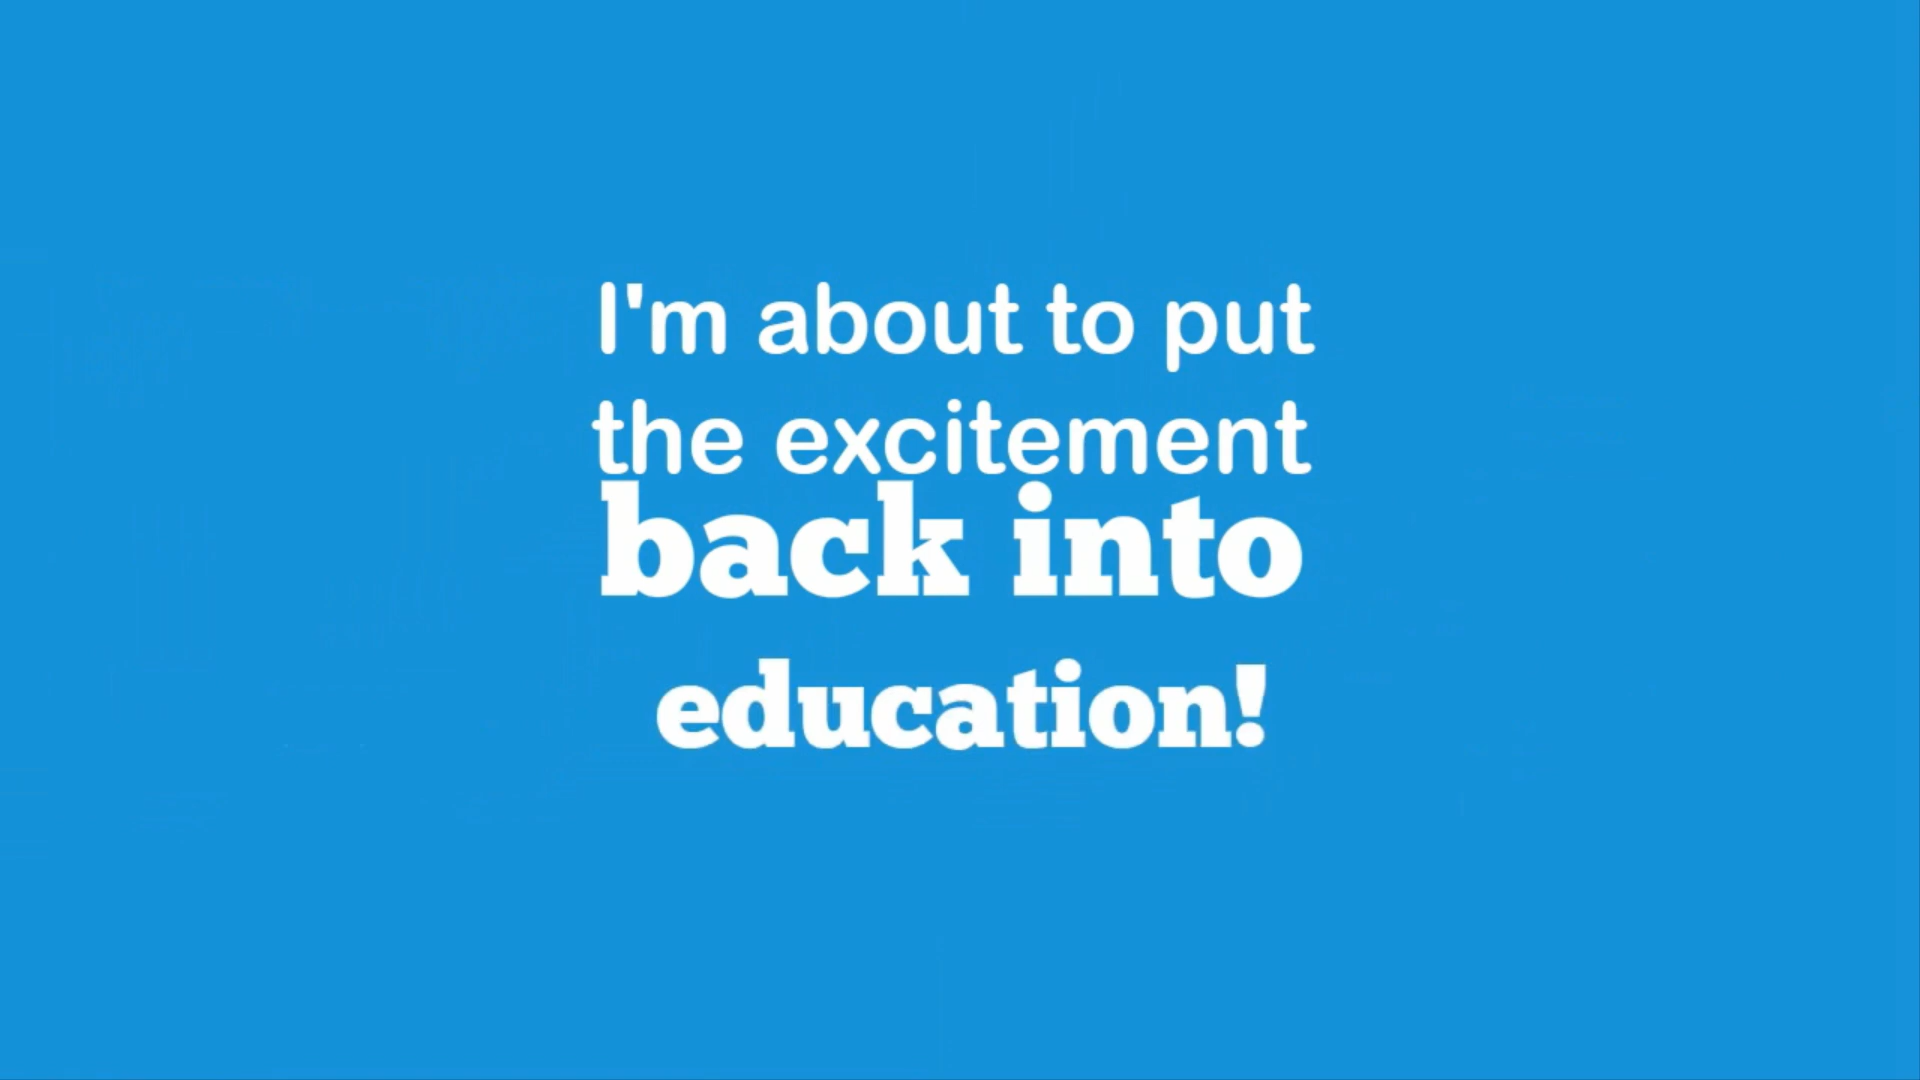 I'm about to put
the excitement
back into
education!